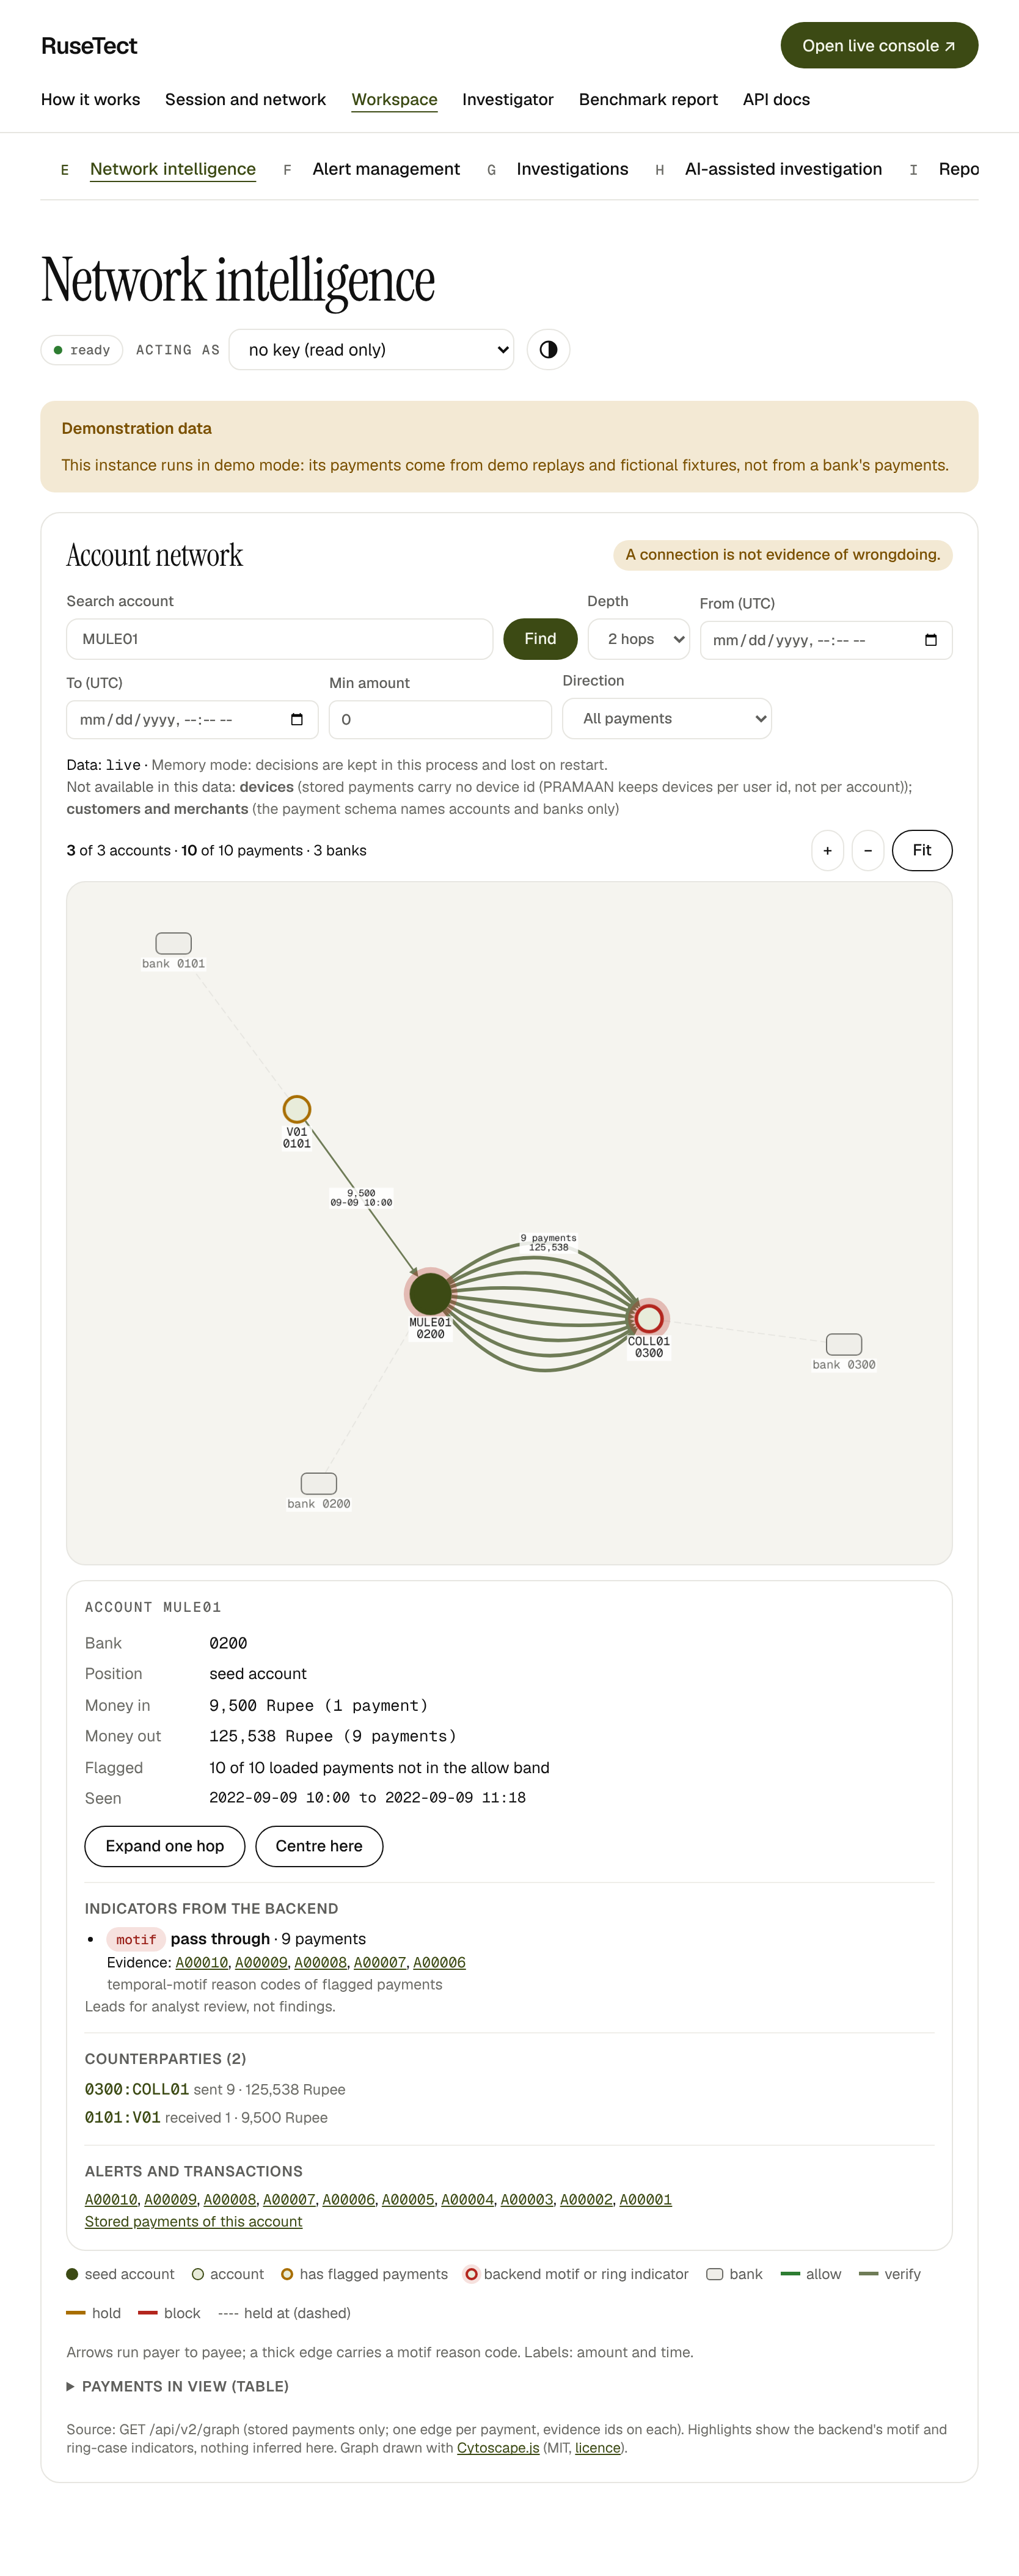 RuseTect
Open live console ↗
How it works
Session and network
Workspace
Investigator
Benchmark report
API docs
E Network intelligence
F Alert management
G Investigations
H AI-assisted investigation
I Repo
Network intelligence
ready
ACTING AS
no key (read only)
Demonstration data
This instance runs in demo mode: its payments come from demo replays and fictional fixtures, not from a bank's payments.
Account network
A connection is not evidence of wrongdoing.
Search account
MULE01
Find
Depth
2 hops
From (UTC)
mm/dd/yyyy, --:-- --
To (UTC)
mm/dd/yyyy, --:-- --
Min amount
0
Direction
All payments
Data: live · Memory mode: decisions are kept in this process and lost on restart.
Not available in this data: devices (stored payments carry no device id (PRAMAAN keeps devices per user id, not per account));
customers and merchants (the payment schema names accounts and banks only)
3 of 3 accounts · 10 of 10 payments · 3 banks
+
−
Fit
bank 0101
V01
0101
9,500
09-09 10:00
9 payments
125,538
MULE01
0200
COLL01
0300
bank 0300
bank 0200
ACCOUNT MULE01
Bank 0200
Position seed account
Money in 9,500 Rupee (1 payment)
Money out 125,538 Rupee (9 payments)
Flagged 10 of 10 loaded payments not in the allow band
Seen 2022-09-09 10:00 to 2022-09-09 11:18
Expand one hop
Centre here
INDICATORS FROM THE BACKEND
• motif pass through · 9 payments
Evidence: A00010, A00009, A00008, A00007, A00006
temporal-motif reason codes of flagged payments
Leads for analyst review, not findings.
COUNTERPARTIES (2)
0300:COLL01 sent 9 · 125,538 Rupee
0101:V01 received 1 · 9,500 Rupee
ALERTS AND TRANSACTIONS
A00010, A00009, A00008, A00007, A00006, A00005, A00004, A00003, A00002, A00001
Stored payments of this account
seed account
account
has flagged payments
backend motif or ring indicator
bank
allow
verify
hold
block
held at (dashed)
Arrows run payer to payee; a thick edge carries a motif reason code. Labels: amount and time.
PAYMENTS IN VIEW (TABLE)
Source: GET /api/v2/graph (stored payments only; one edge per payment, evidence ids on each). Highlights show the backend's motif and
ring-case indicators, nothing inferred here. Graph drawn with Cytoscape.js (MIT, licence).